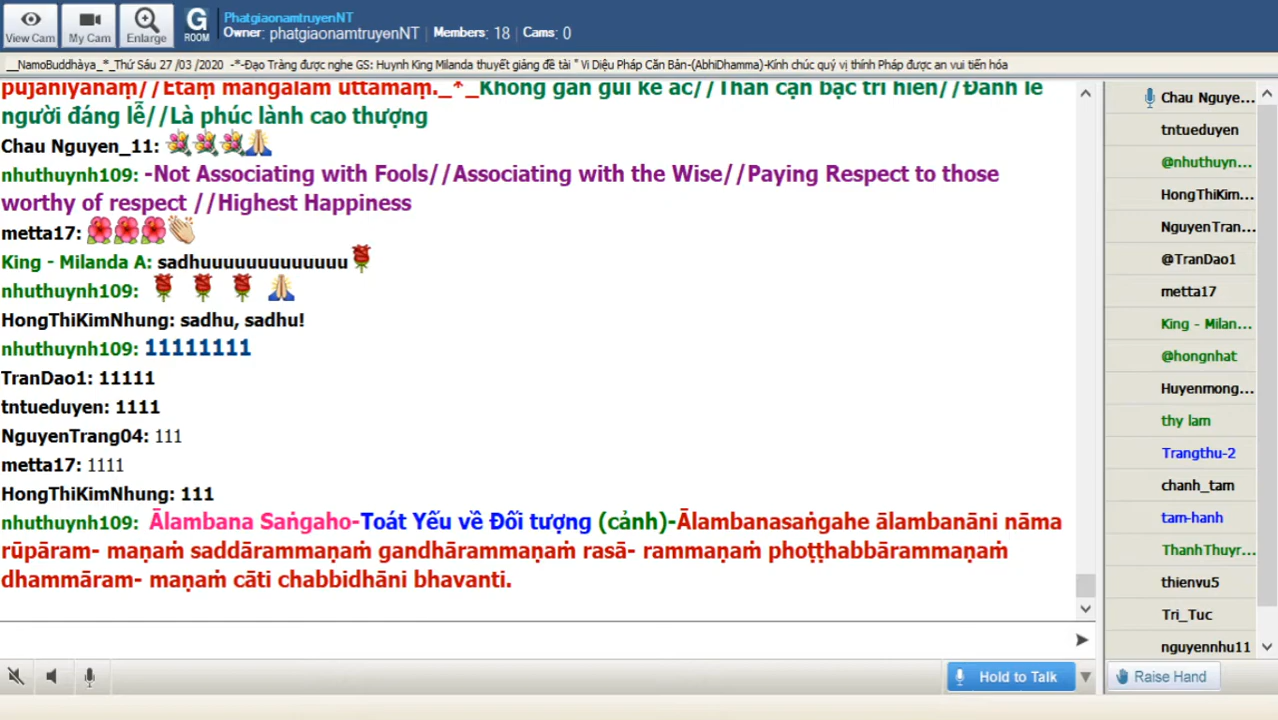 View Cam
My Cam
Enlarge
G
ROOM
PhatgiaonamtruyenNT
Owner: phatgiaonamtruyenNT | Members: 18 | Cams: 0
__NamoBuddhàya_*_Thứ Sáu 27 /03 /2020 -*-Đạo Tràng được nghe GS: Huynh King Milanda thuyết giảng đề tài " Vi Diệu Pháp Căn Bản-(AbhiDhamma)-Kính chúc quý vị thính Pháp được an vui tiến hóa
pūjanīyānaṃ//Etaṃ maṅgalaṃ uttamaṃ._*_Không gần gũi kẻ ác//Thân cận bậc trí hiền//Đảnh lễ
người đáng lễ//Là phúc lành cao thượng
Chau Nguyen_11:
nhuthuynh109: -Not Associating with Fools//Associating with the Wise//Paying Respect to those
worthy of respect //Highest Happiness
metta17:
King - Milanda A: sadhuuuuuuuuuuuuu
nhuthuynh109:
HongThiKimNhung: sadhu, sadhu!
nhuthuynh109: 11111111
TranDao1: 11111
tntueduyen: 1111
NguyenTrang04: 111
metta17: 1111
HongThiKimNhung: 111
nhuthuynh109: Ālambana Saṅgaho-Toát Yếu về Đối tượng (cảnh)-Ālambanasaṅgahe ālambanāni nāma
rūpāram- maṇaṁ saddārammaṇaṁ gandhārammaṇaṁ rasā- rammaṇaṁ phoṭṭhabbārammaṇaṁ
dhammāram- maṇaṁ cāti chabbidhāni bhavanti.
Chau Nguye...
tntueduyen
@nhuthuyn...
HongThiKim...
NguyenTran...
@TranDao1
metta17
King - Milan...
@hongnhat
Huyenmong...
thy lam
Trangthu-2
chanh_tam
tam-hanh
ThanhThuyr...
thienvu5
Tri_Tuc
nguyennhu11
Hold to Talk
Raise Hand